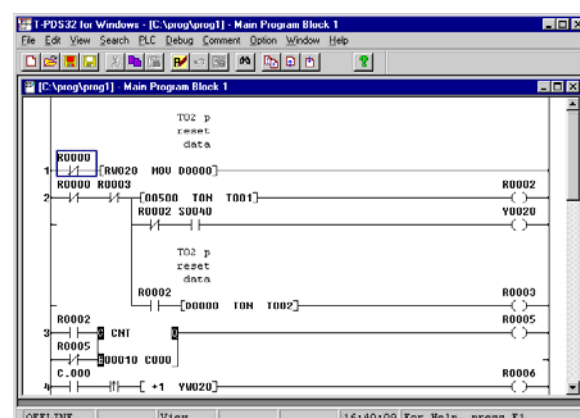 T-PDS32 for Windows - [C:\prog\prog1] - Main Program Block 1
File Edit View Search PLC Debug Comment Option Window Help
[C:\prog\prog1] - Main Program Block 1
TO2 p
reset
data
R0000
1 [RW020 MOV D0000]
R0000 R0003 R0002
2 [00500 TON T001] ( )
R0002 S0040 Y0020
TO2 p
reset
data
R0002 R0003
[D0000 TON T002] ( )
R0002 R0005
3 C CNT Q ( )
R0005
E00010 C000
C.000 R0006
4 [ +1 YW020] ( )
OFFLINE View 16:40:09 For Help, press F1